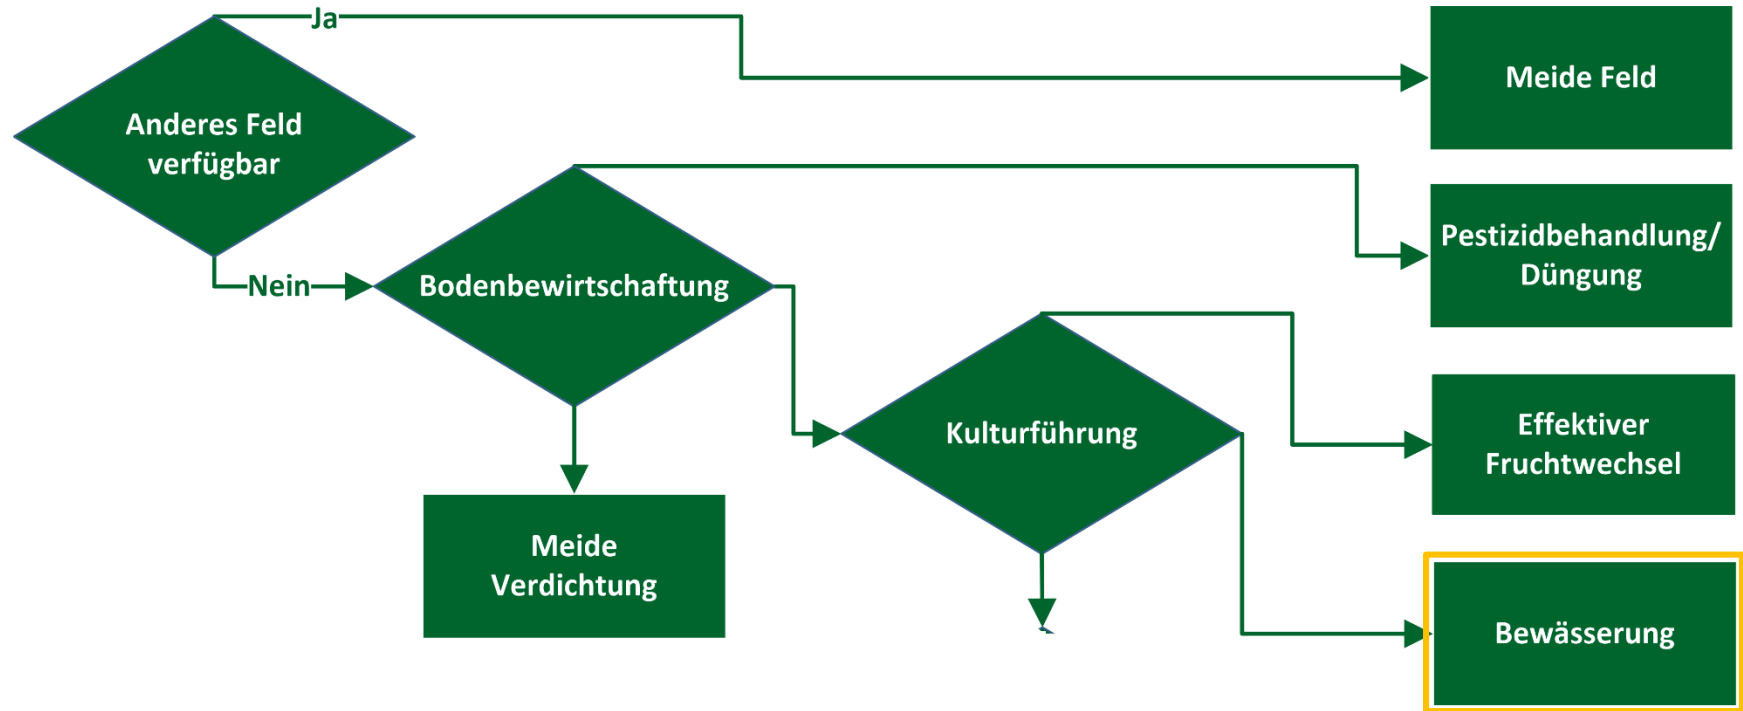 Ja
Meide Feld
Anderes Feld
verfügbar
Pestizidbehandlung/
Düngung
Nein
Bodenbewirtschaftung
Kulturführung
Effektiver
Fruchtwechsel
Meide
Verdichtung
Bewässerung